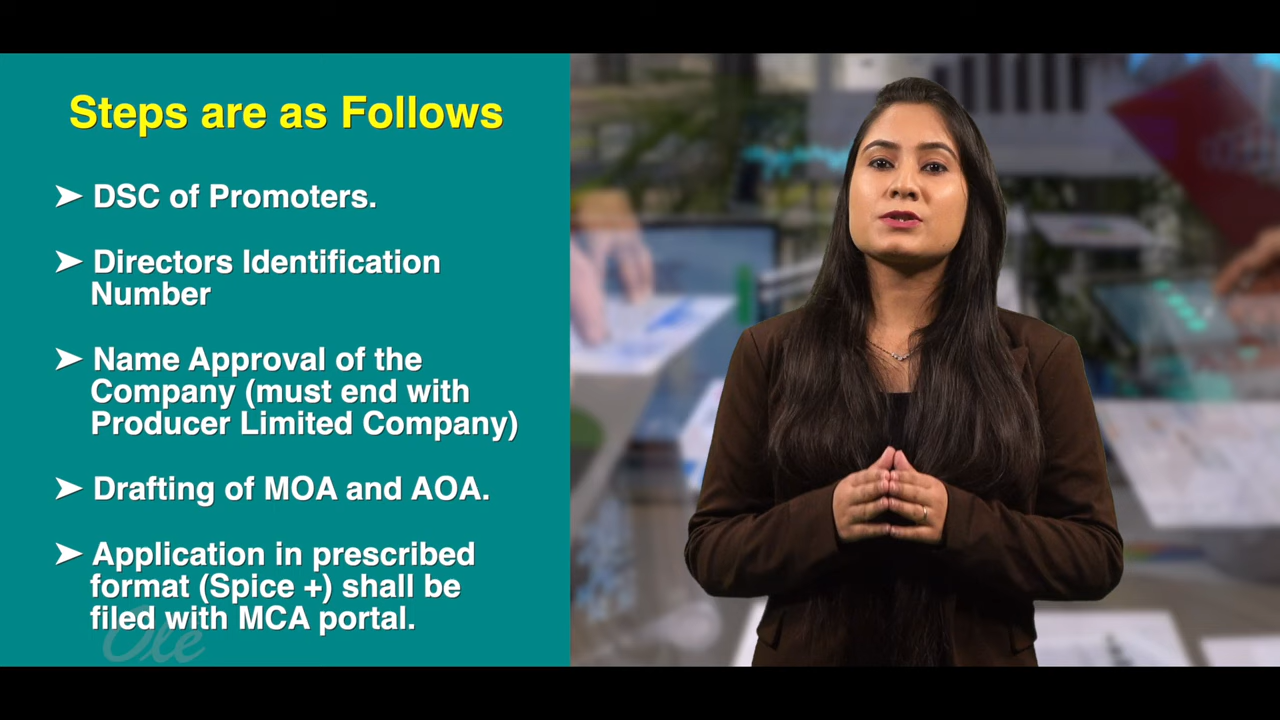 Steps are as Follows
➤ DSC of Promoters.
➤ Directors Identification
Number
➤ Name Approval of the
Company (must end with
Producer Limited Company)
➤ Drafting of MOA and AOA.
➤ Application in prescribed
format (Spice +) shall be
filed with MCA portal.
Ole